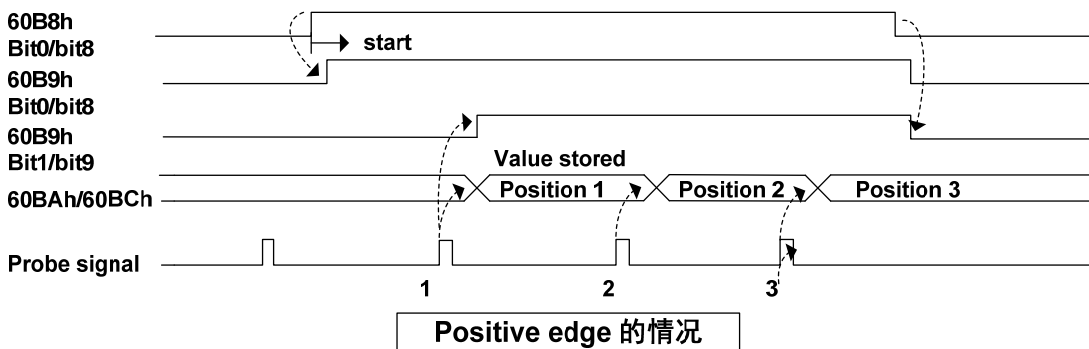 60B8h
Bit0/bit8
start
60B9h
Bit0/bit8
60B9h
Bit1/bit9
Value stored
60BAh/60BCh
Position 1
Position 2
Position 3
Probe signal
1
2
3
Positive edge 的情况